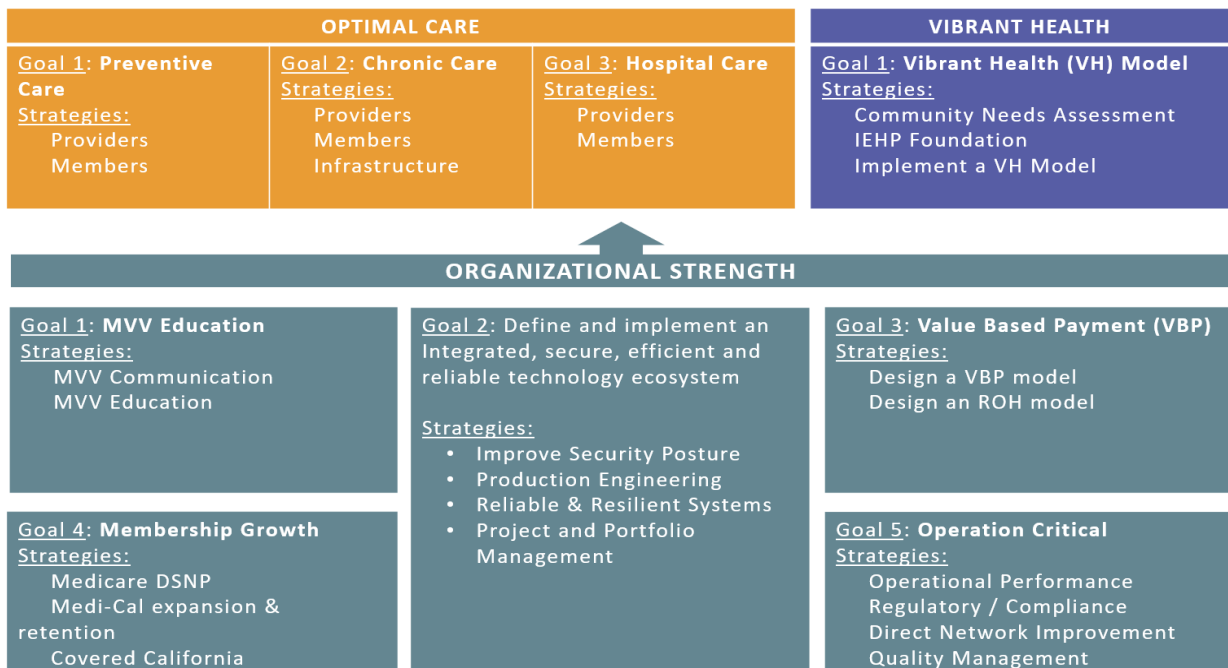 OPTIMAL CARE
Goal 1: Preventive
Care
Strategies:
Providers
Members
Goal 2: Chronic Care
Strategies:
Providers
Members
Infrastructure
Goal 3: Hospital Care
Strategies:
Providers
Members
VIBRANT HEALTH
Goal 1: Vibrant Health (VH) Model
Strategies:
Community Needs Assessment
IEHP Foundation
Implement a VH Model
ORGANIZATIONAL STRENGTH
Goal 1: MVV Education
Strategies:
MVV Communication
MVV Education
Goal 2: Define and implement an
Integrated, secure, efficient and
reliable technology ecosystem
Strategies:
• Improve Security Posture
• Production Engineering
• Reliable & Resilient Systems
• Project and Portfolio
Management
Goal 3: Value Based Payment (VBP)
Strategies:
Design a VBP model
Design an ROH model
Goal 4: Membership Growth
Strategies:
Medicare DSNP
Medi-Cal expansion &
retention
Covered California
Goal 5: Operation Critical
Strategies:
Operational Performance
Regulatory / Compliance
Direct Network Improvement
Quality Management